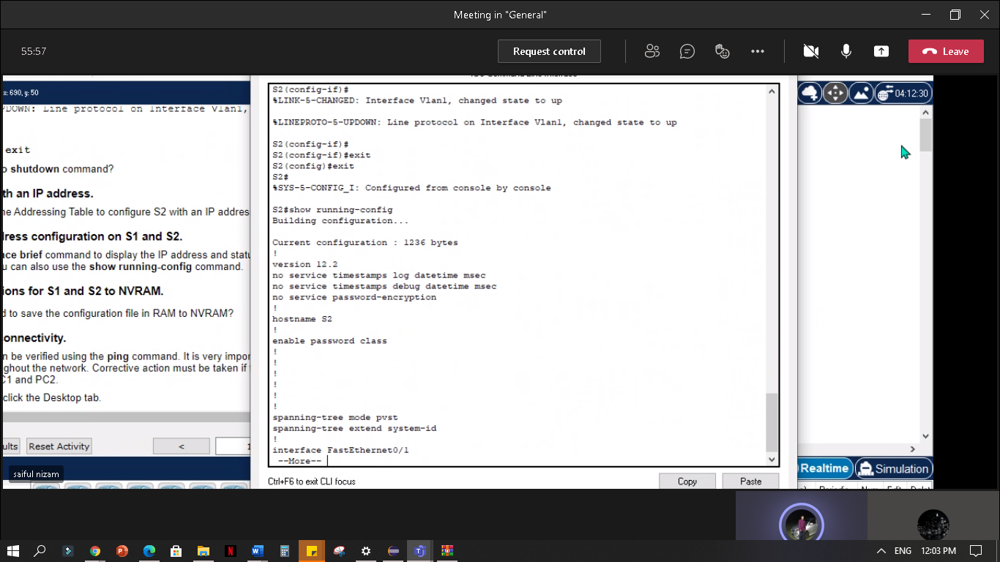 Meeting in "General"
55:57
Request control
Leave
x: 690, y: 50
04:12:30
PDOWN: Line protocol on Interface Vlan1,
exit
o shutdown command?
th an IP address.
he Addressing Table to configure S2 with an IP addres
ress configuration on S1 and S2.
ace brief command to display the IP address and statu
u can also use the show running-config command.
ions for S1 and S2 to NVRAM.
d to save the configuration file in RAM to NVRAM?
onnectivity.
n be verified using the ping command. It is very impor
ghout the network. Corrective action must be taken if
C1 and PC2.
click the Desktop tab.
ults
Reset Activity
<
1
S2(config-if)#
%LINK-5-CHANGED: Interface Vlan1, changed state to up
%LINEPROTO-5-UPDOWN: Line protocol on Interface Vlan1, changed state to up
S2(config-if)#
S2(config-if)#exit
S2(config)#exit
S2#
%SYS-5-CONFIG_I: Configured from console by console
S2#show running-config
Building configuration...
Current configuration : 1236 bytes
!
version 12.2
no service timestamps log datetime msec
no service timestamps debug datetime msec
no service password-encryption
!
hostname S2
!
enable password class
!
!
!
!
!
!
spanning-tree mode pvst
spanning-tree extend system-id
!
interface FastEthernet0/1
--More--
Ctrl+F6 to exit CLI focus
Copy
Paste
Realtime
Simulation
saiful nizam
ENG
12:03 PM